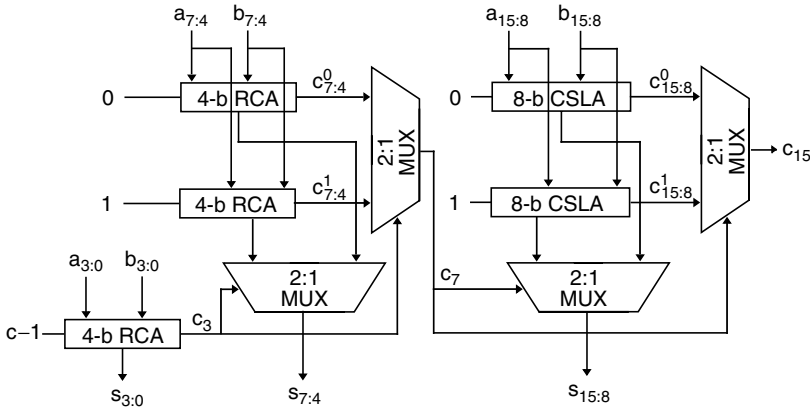 a7:4 b7:4 a15:8 b15:8
0 4-b RCA c⁰7:4 2:1 MUX 0 8-b CSLA c⁰15:8 2:1 MUX c15
1 4-b RCA c¹7:4 1 8-b CSLA c¹15:8
a3:0 b3:0 2:1 MUX c7 2:1 MUX
c−1 4-b RCA c3
s3:0 s7:4 s15:8